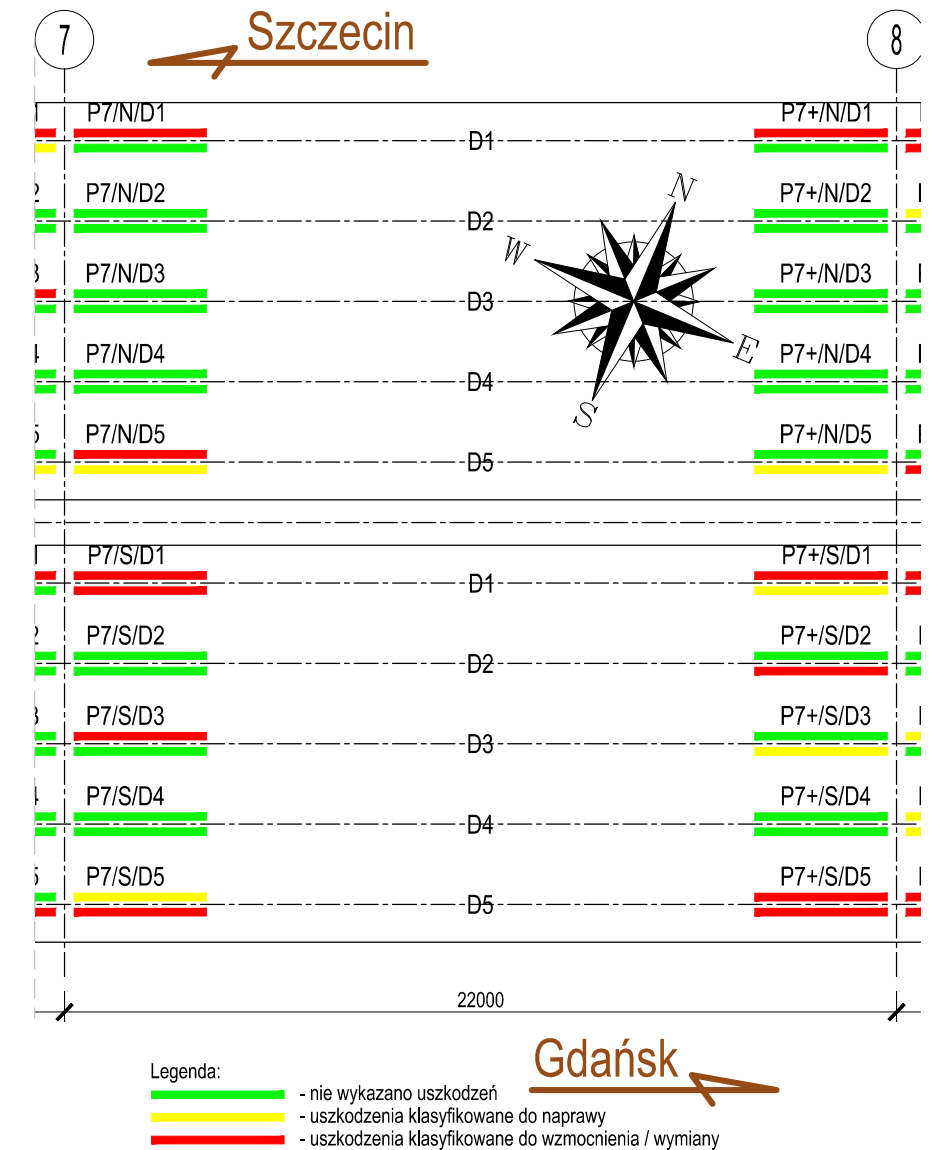 7
Szczecin
8
P7/N/D1
D1
P7+/N/D1
P7/N/D2
D2
P7+/N/D2
N
W
P7/N/D3
D3
P7+/N/D3
E
P7/N/D4
D4
P7+/N/D4
S
P7/N/D5
D5
P7+/N/D5
P7/S/D1
D1
P7+/S/D1
P7/S/D2
D2
P7+/S/D2
P7/S/D3
D3
P7+/S/D3
P7/S/D4
D4
P7+/S/D4
P7/S/D5
D5
P7+/S/D5
22000
Gdańsk
Legenda:
- nie wykazano uszkodzeń
- uszkodzenia klasyfikowane do naprawy
- uszkodzenia klasyfikowane do wzmocnienia / wymiany